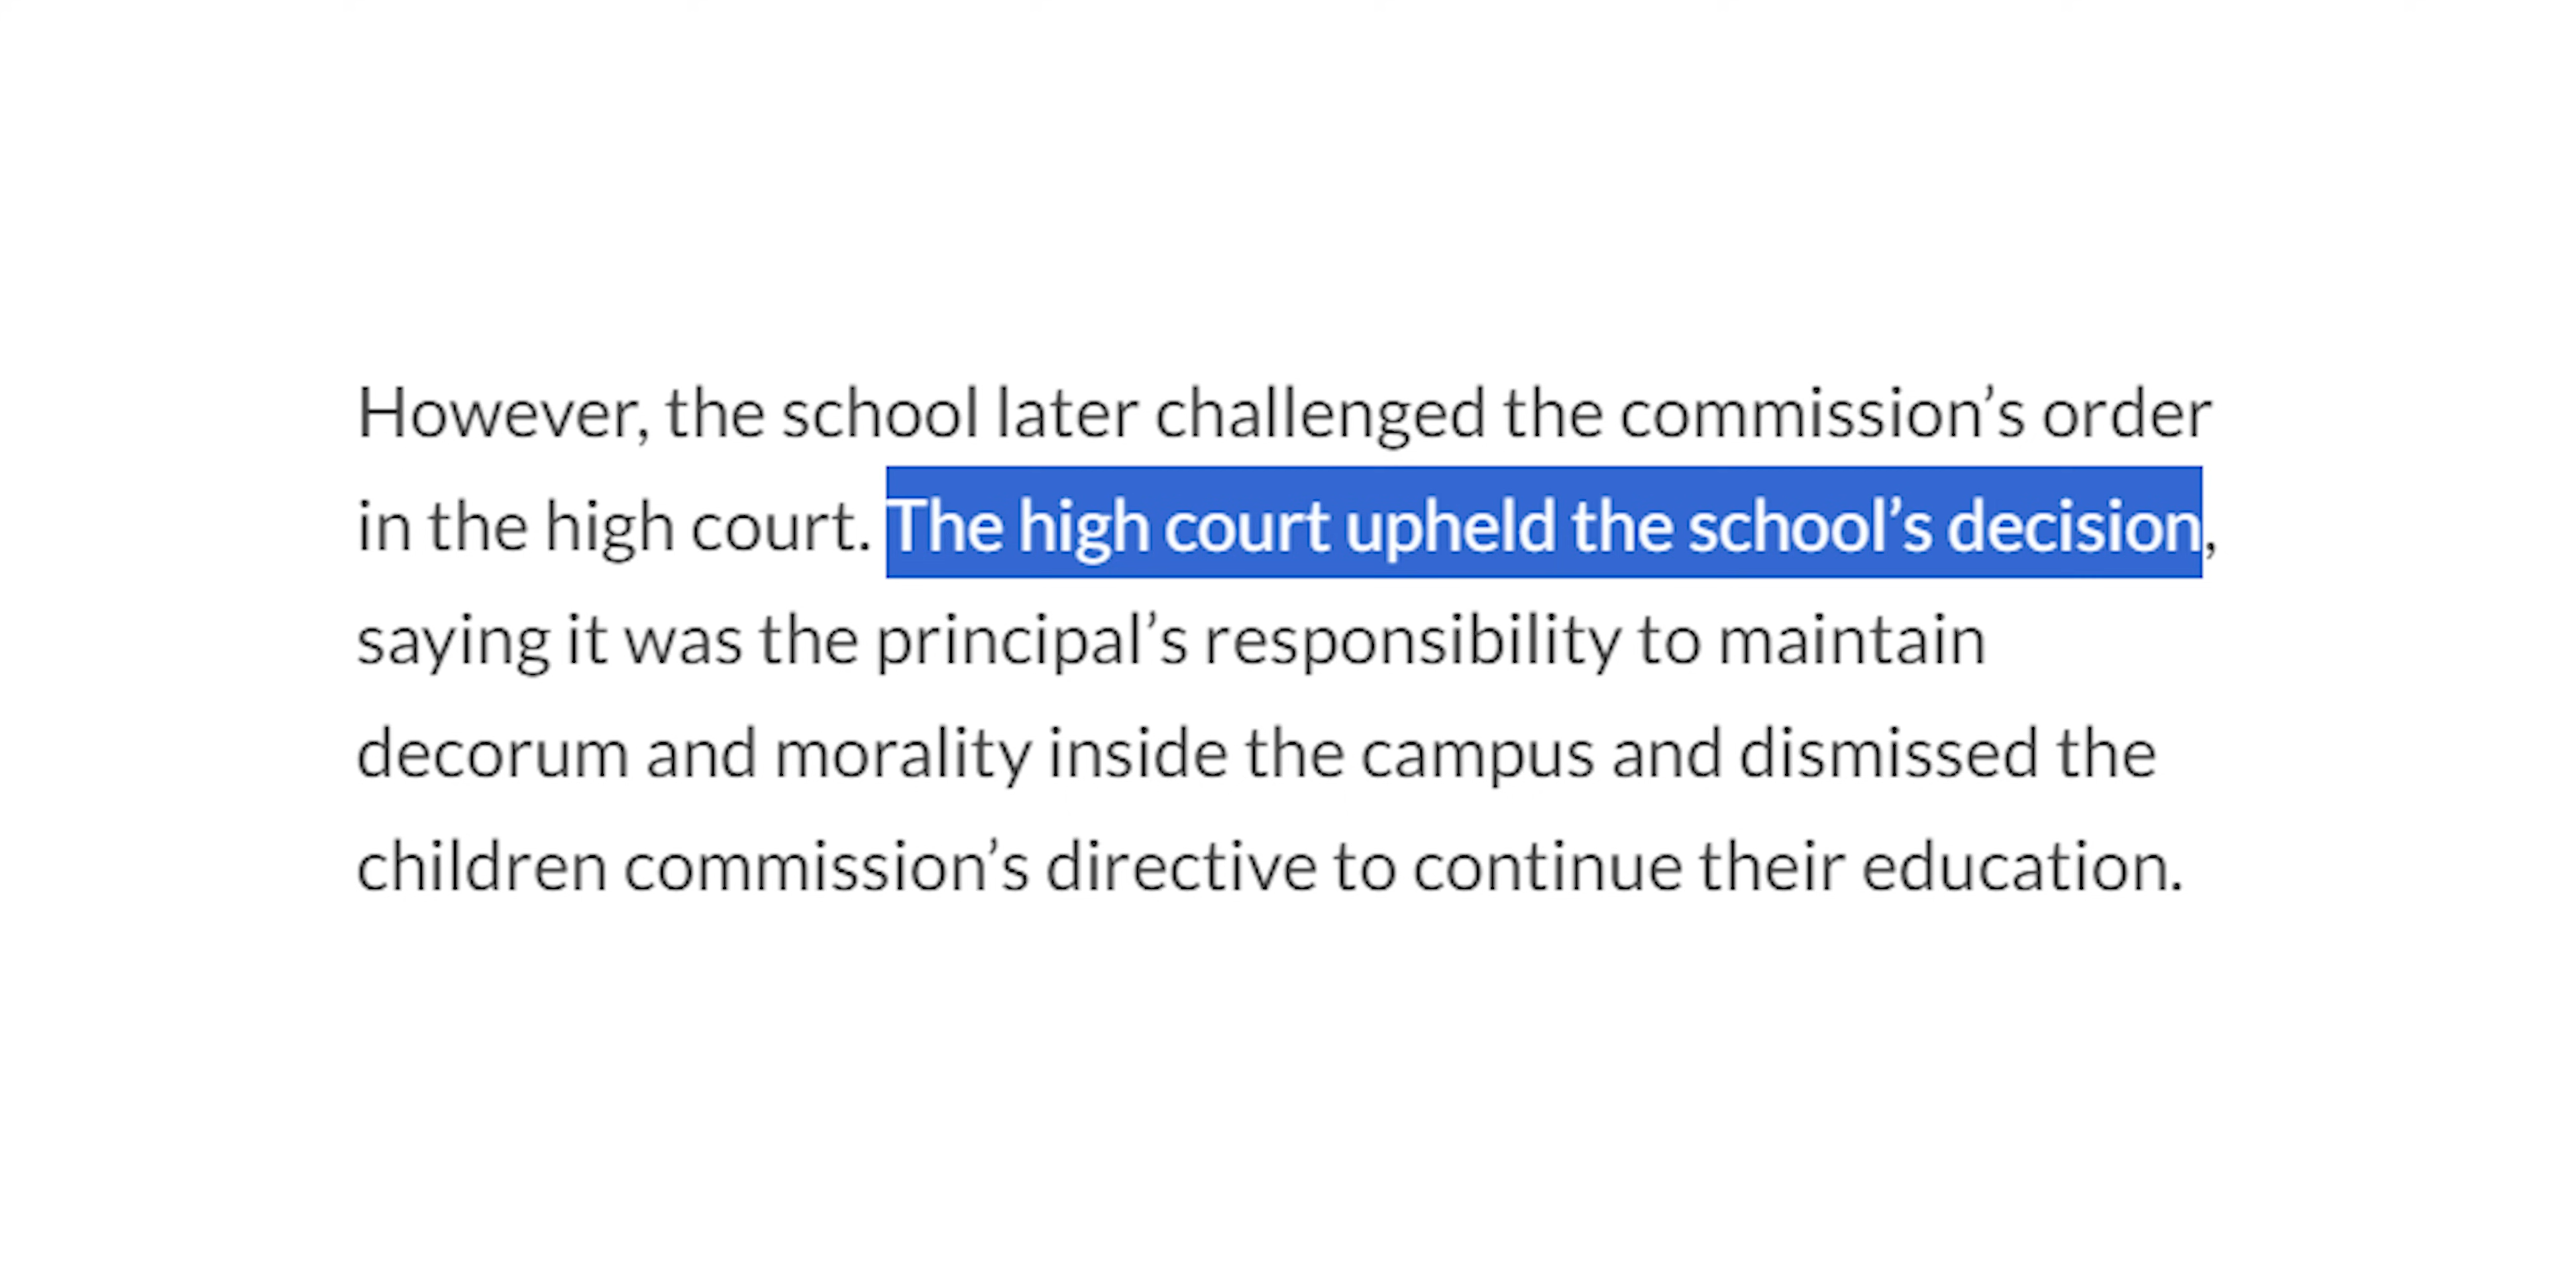 However, the school later challenged the commission’s order
in the high court. The high court upheld the school’s decision,
saying it was the principal’s responsibility to maintain
decorum and morality inside the campus and dismissed the
children commission’s directive to continue their education.